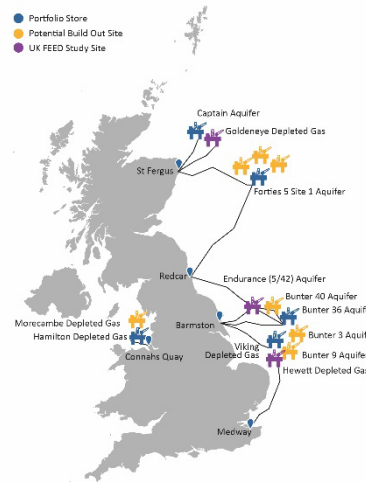 Portfolio Store
Potential Build Out Site
UK FEED Study Site
Captain Aquifer
Goldeneye Depleted Gas
St Fergus
Forties 5 Site 1 Aquifer
Redcar
Endurance (5/42) Aquifer
Bunter 40 Aquifer
Bunter 36 Aquif
Barmston
Morecambe Depleted Gas
Hamilton Depleted Gas
Connahs Quay
Viking
Depleted Gas
Bunter 3 Aquif
Bunter 9 Aquifer
Hewett Depleted Gas
Medway